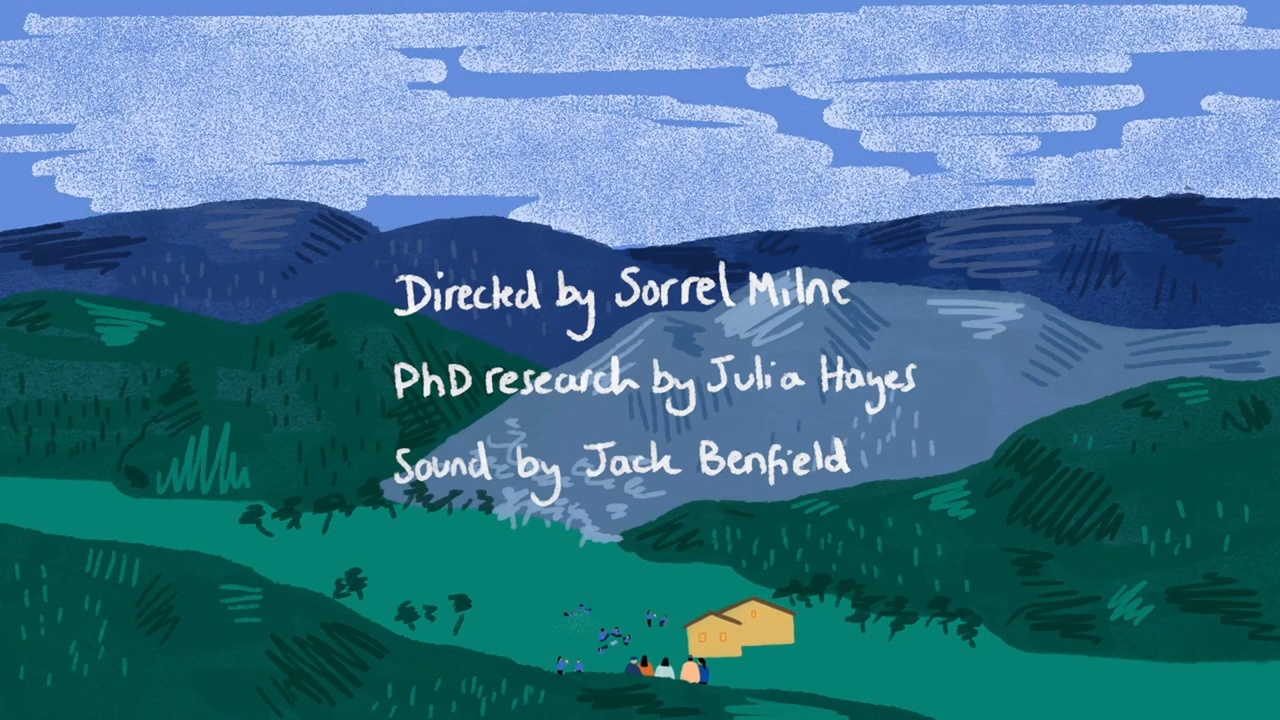 Directed by Sorrel Milne
PhD research by Julia Hayes
Sound by Jack Benfield